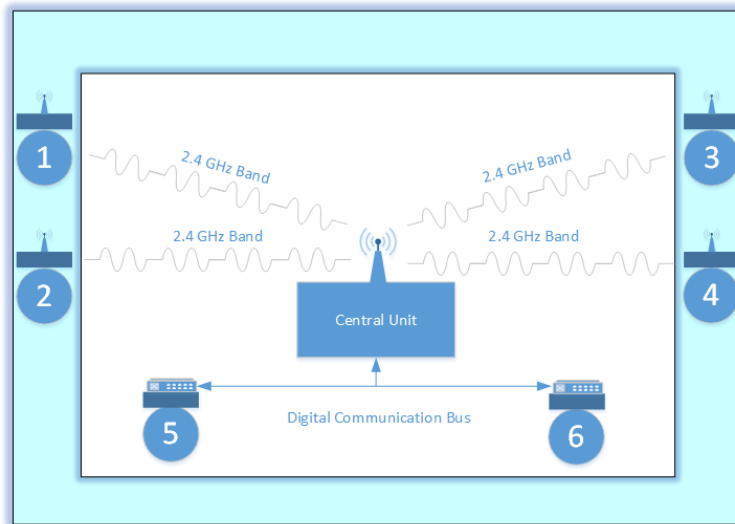 1
3
2.4 GHz Band
2.4 GHz Band
2
2.4 GHz Band
2.4 GHz Band
4
Central Unit
Digital Communication Bus
5
6